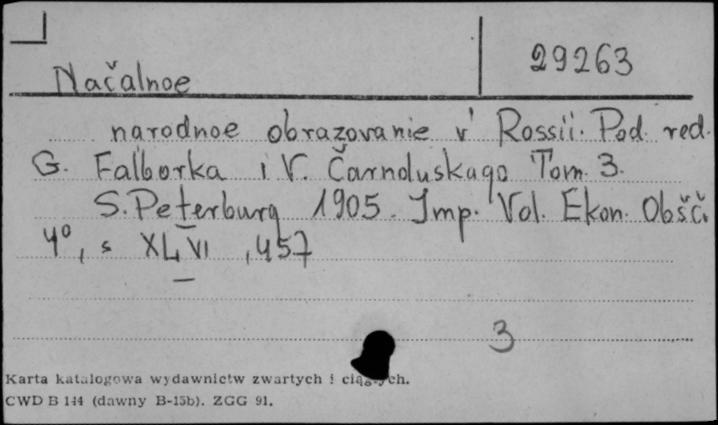 29263
Načalnoe
narodnoe obrazovanie v Rossii. Pod. red.
G. Falborka i V. Čarnoluskago Tom. 3.
S. Peterburg 1905. Imp. Vol. Ekon. Obšč.
4°, s XLVI, 457
3
Karta katalogowa wydawnictw zwartych i ciągłych.
CWD B 144 (dawny B-15b). ZGG 91.